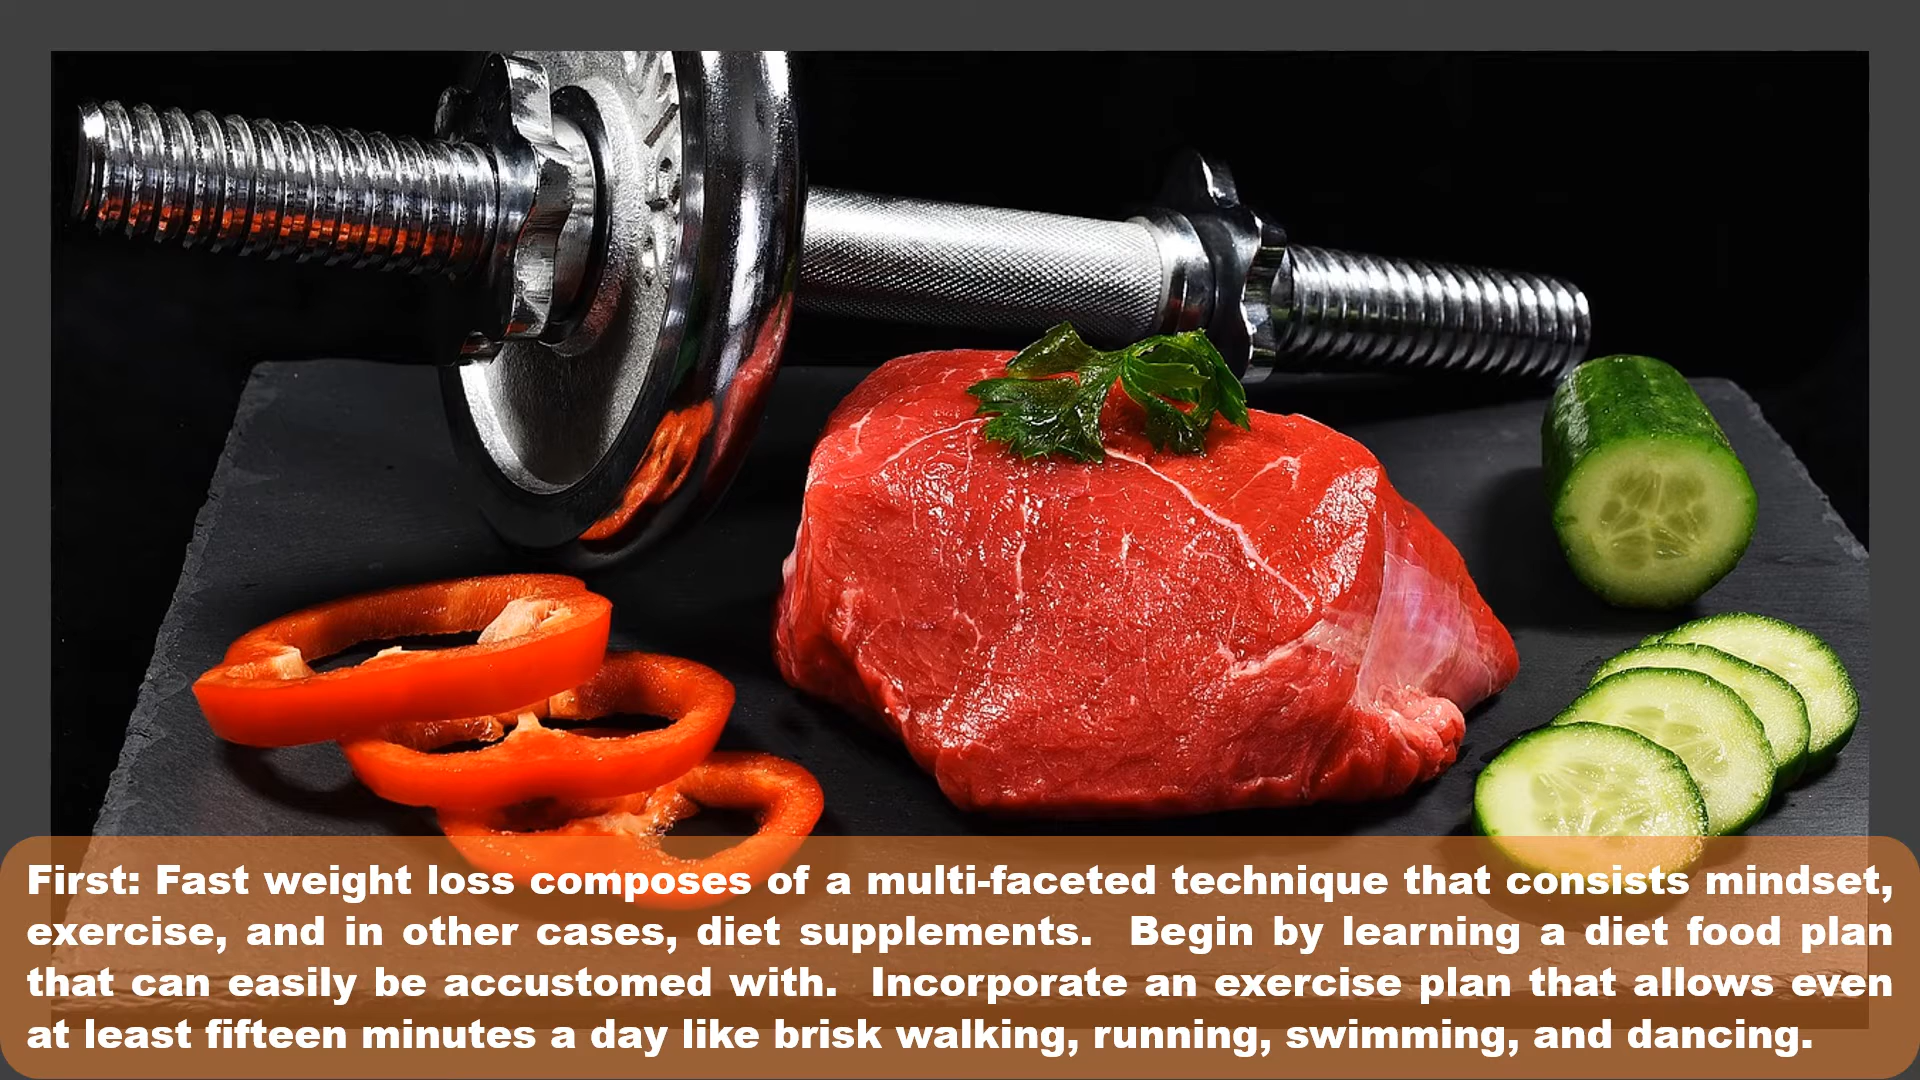 First: Fast weight loss composes of a multi-faceted technique that consists mindset,
exercise, and in other cases, diet supplements.  Begin by learning a diet food plan
that can easily be accustomed with.  Incorporate an exercise plan that allows even
at least fifteen minutes a day like brisk walking, running, swimming, and dancing.